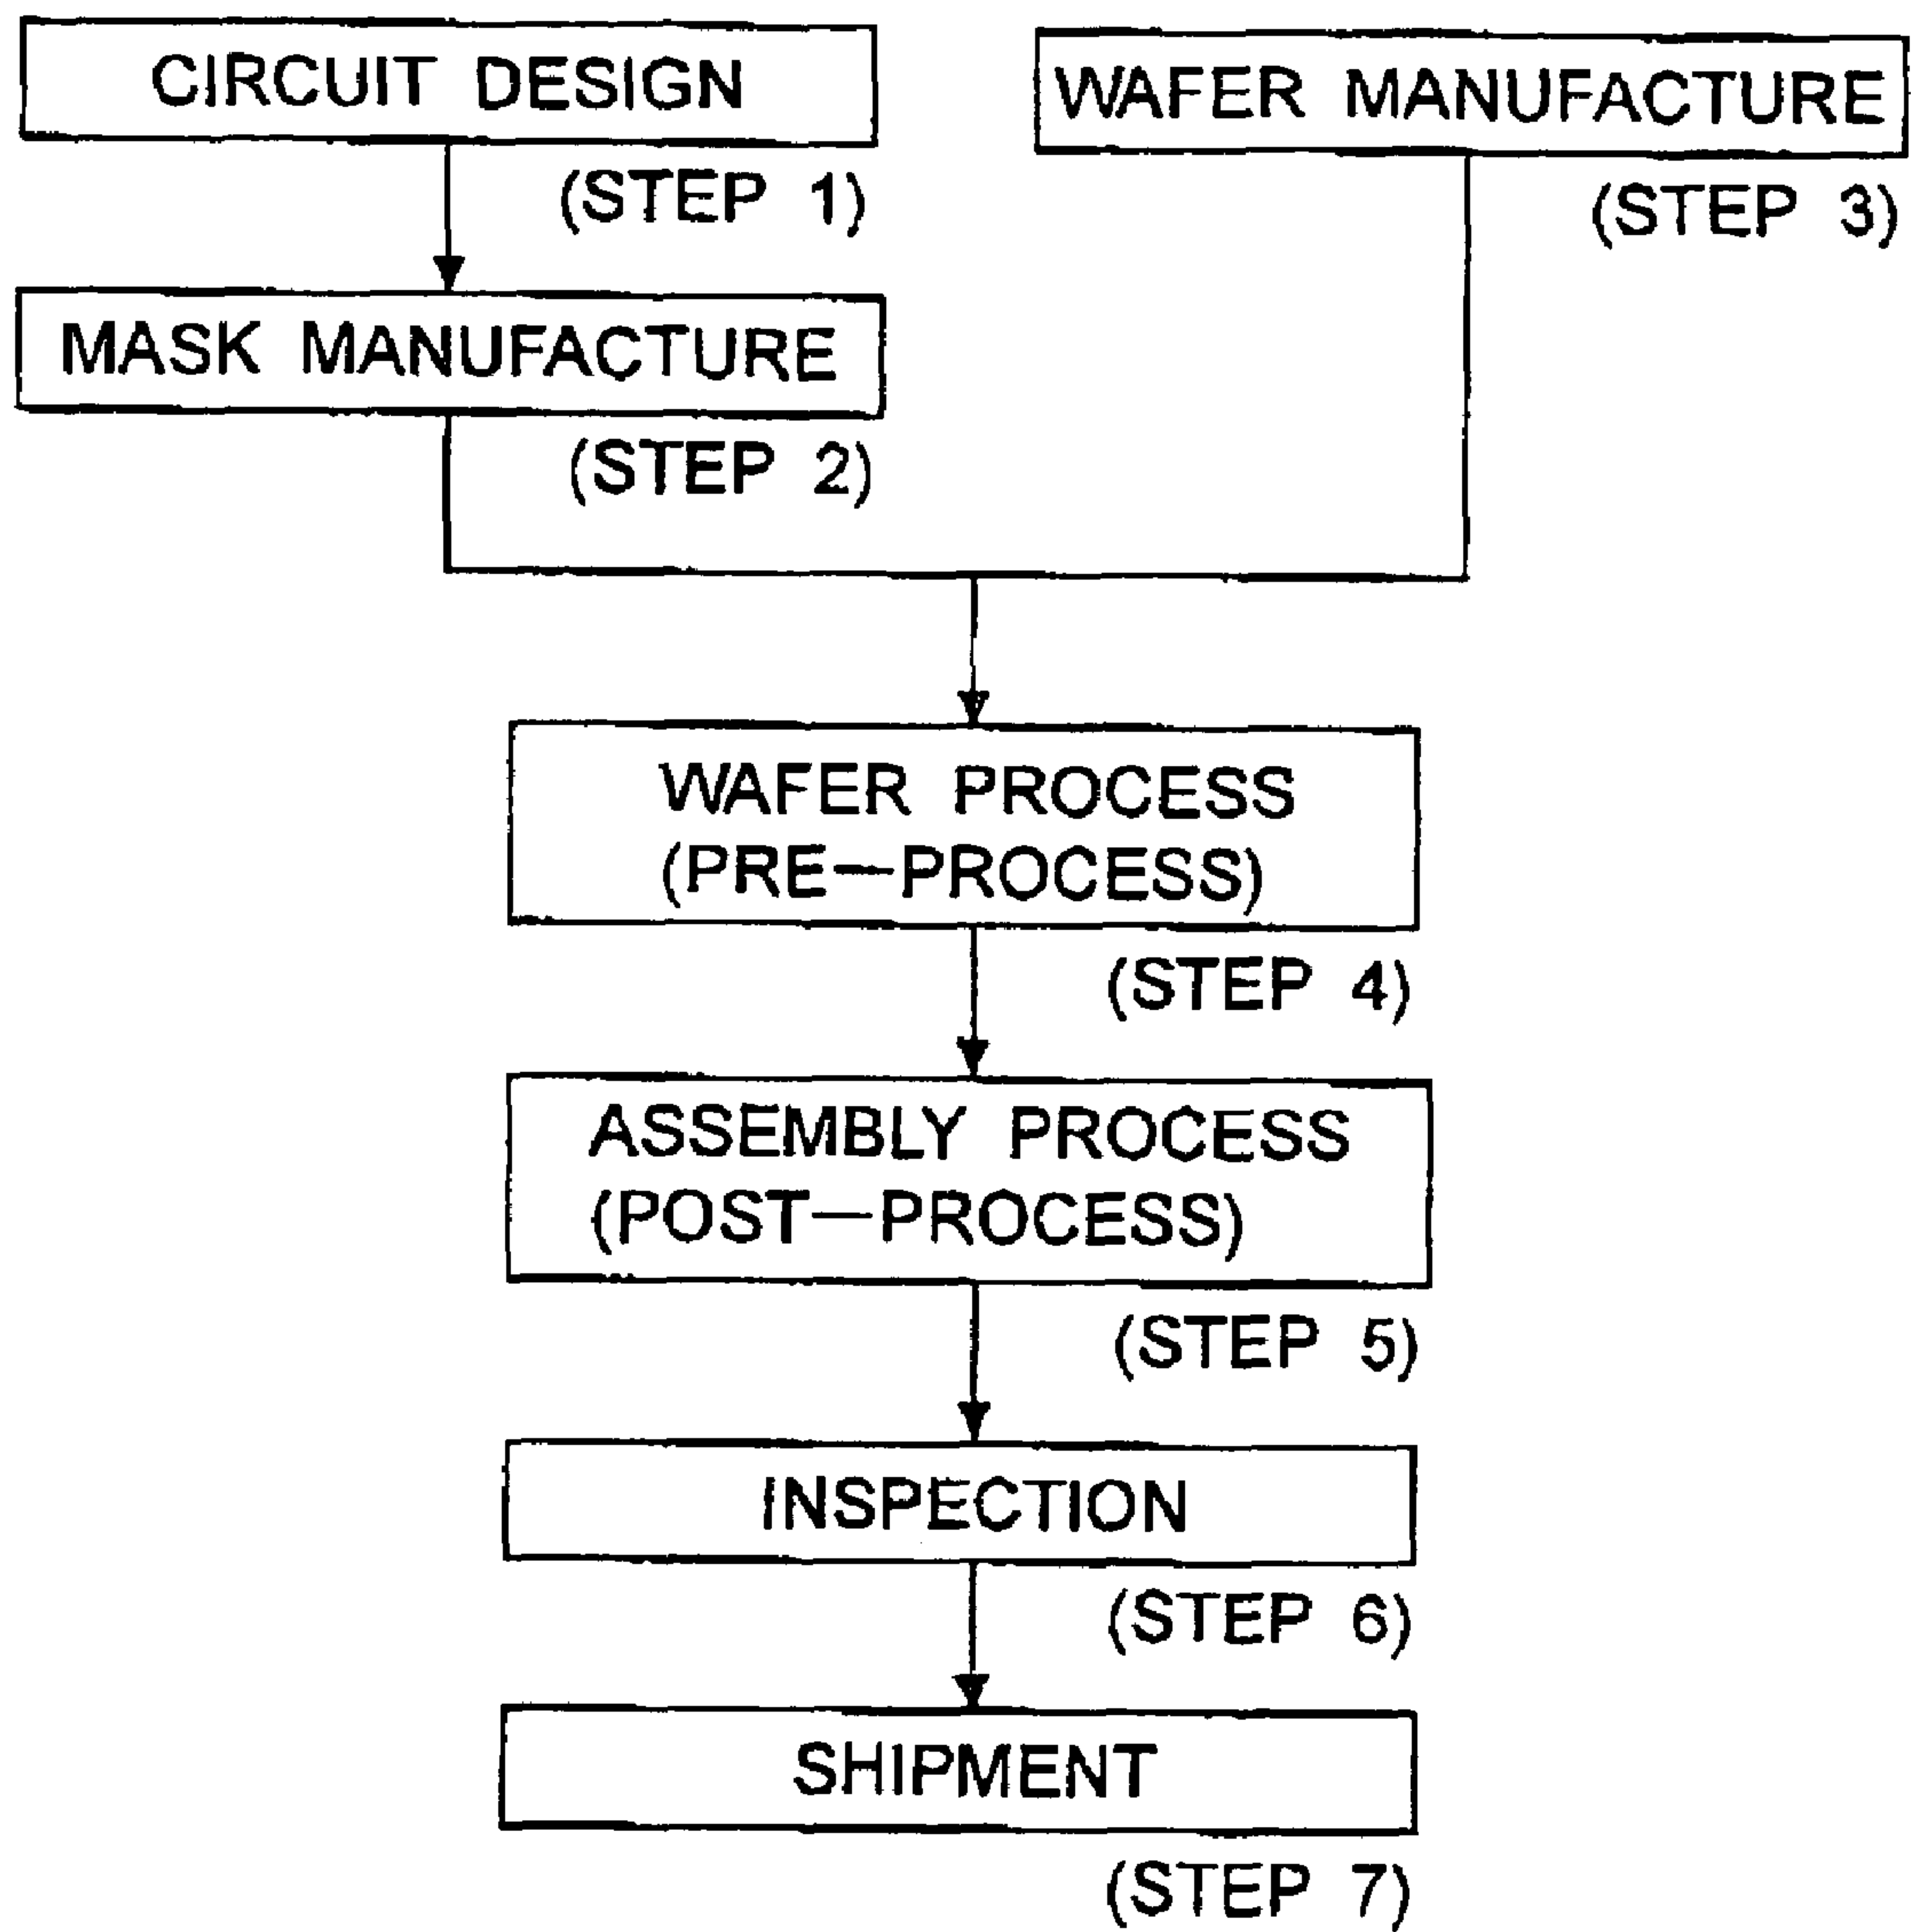 CIRCUIT DESIGN
(STEP 1)
MASK MANUFACTURE
(STEP 2)
WAFER MANUFACTURE
(STEP 3)
WAFER PROCESS
(PRE—PROCESS)
(STEP 4)
ASSEMBLY PROCESS
(POST—PROCESS)
(STEP 5)
INSPECTION
(STEP 6)
SHIPMENT
(STEP 7)